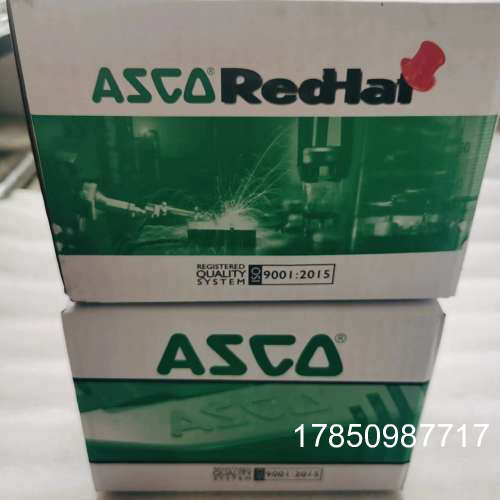 ASCO® RedHat
REGISTERED
QUALITY
SYSTEM
ISO 9001:2015
ASCO®
17850987717